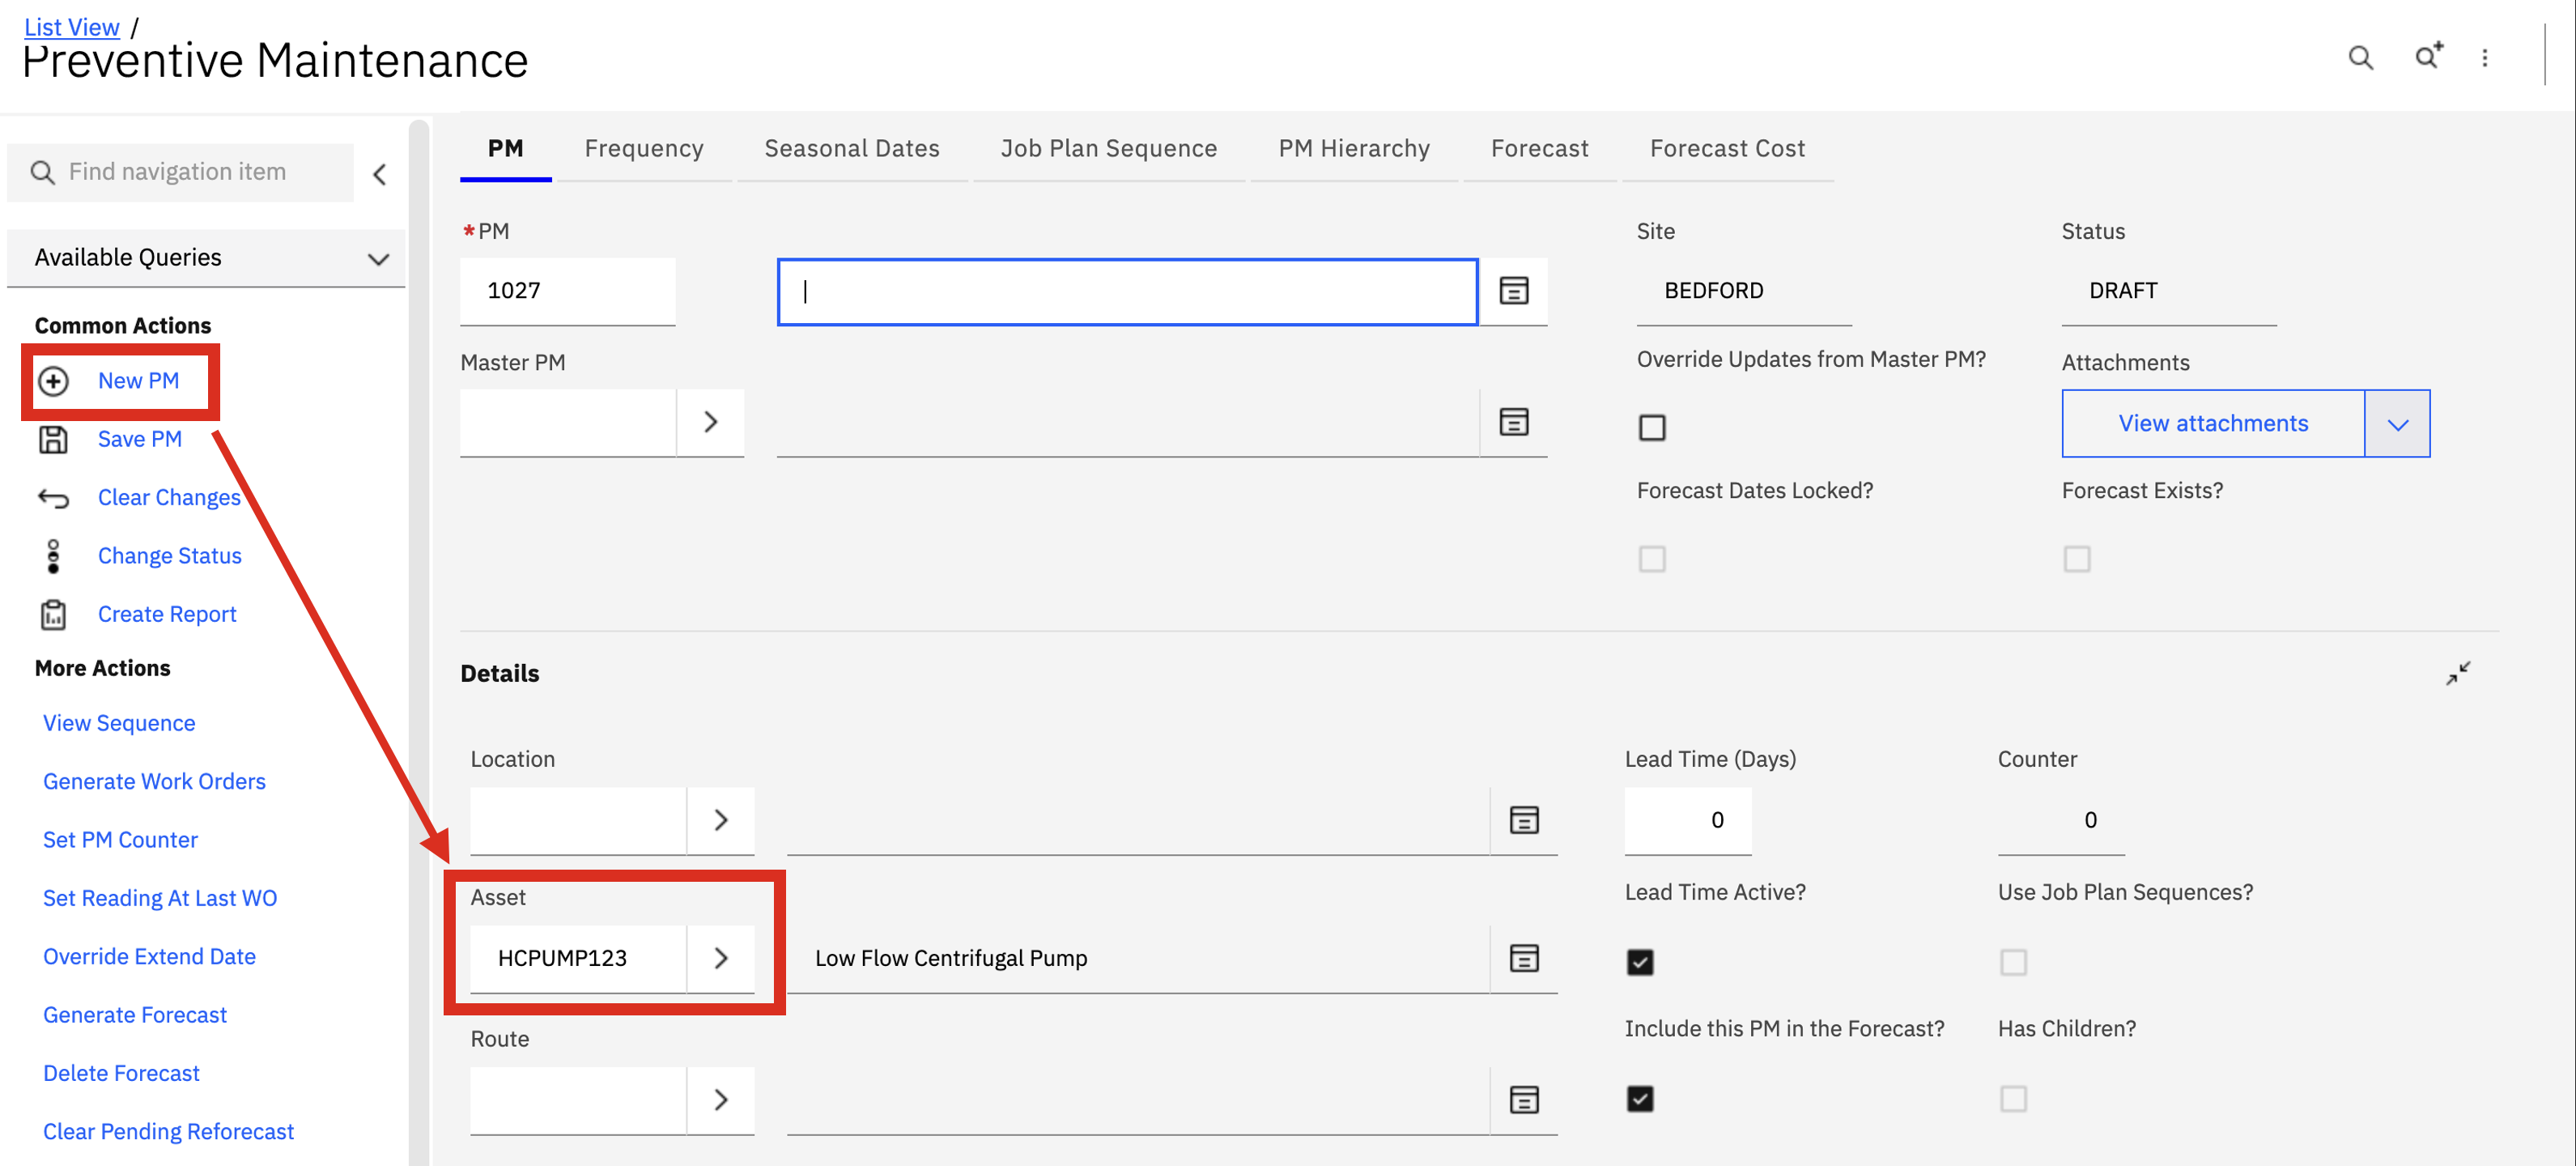 List View /
Preventive Maintenance
Find navigation item
Available Queries
Common Actions
New PM
Save PM
Clear Changes
Change Status
Create Report
More Actions
View Sequence
Generate Work Orders
Set PM Counter
Set Reading At Last WO
Override Extend Date
Generate Forecast
Delete Forecast
Clear Pending Reforecast
PM Frequency Seasonal Dates Job Plan Sequence PM Hierarchy Forecast Forecast Cost
*PM Site Status
1027 BEDFORD DRAFT
Master PM Override Updates from Master PM? Attachments
View attachments
Forecast Dates Locked? Forecast Exists?
Details
Location Lead Time (Days) Counter
0 0
Asset Lead Time Active? Use Job Plan Sequences?
HCPUMP123 Low Flow Centrifugal Pump
Route Include this PM in the Forecast? Has Children?